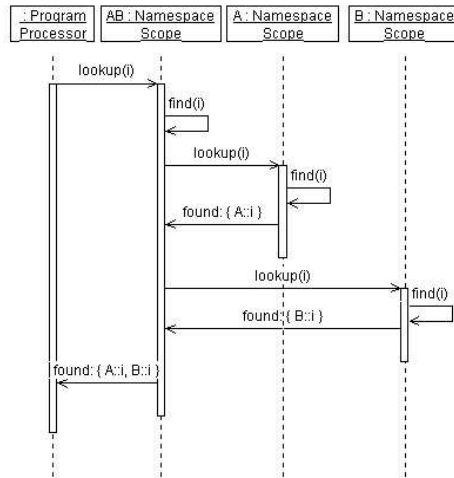 : Program
Processor
AB : Namespace
Scope
A : Namespace
Scope
B : Namespace
Scope
lookup(i)
find(i)
lookup(i)
find(i)
found: { A::i }
lookup(i)
find(i)
found: { B::i }
found: { A::i, B::i }